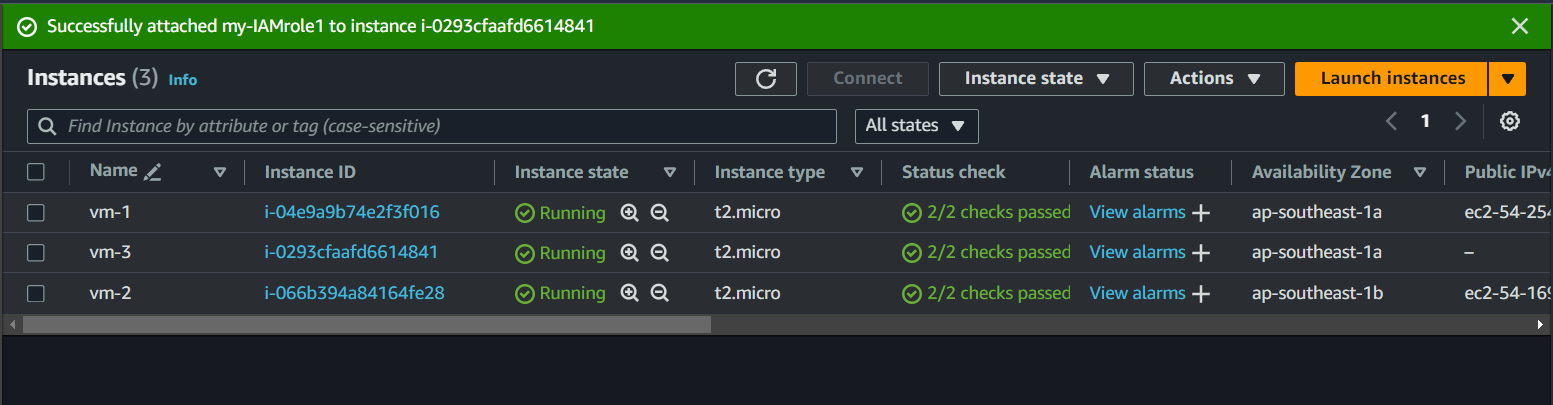 Successfully attached my-IAMrole1 to instance i-0293cfaafd6614841
Instances (3) Info
Connect
Instance state
Actions
Launch instances
Find Instance by attribute or tag (case-sensitive)
All states
1
Name Instance ID Instance state Instance type Status check Alarm status Availability Zone Public IPv4
vm-1 i-04e9a9b74e2f3f016 Running t2.micro 2/2 checks passed View alarms + ap-southeast-1a ec2-54-254
vm-3 i-0293cfaafd6614841 Running t2.micro 2/2 checks passed View alarms + ap-southeast-1a –
vm-2 i-066b394a84164fe28 Running t2.micro 2/2 checks passed View alarms + ap-southeast-1b ec2-54-169